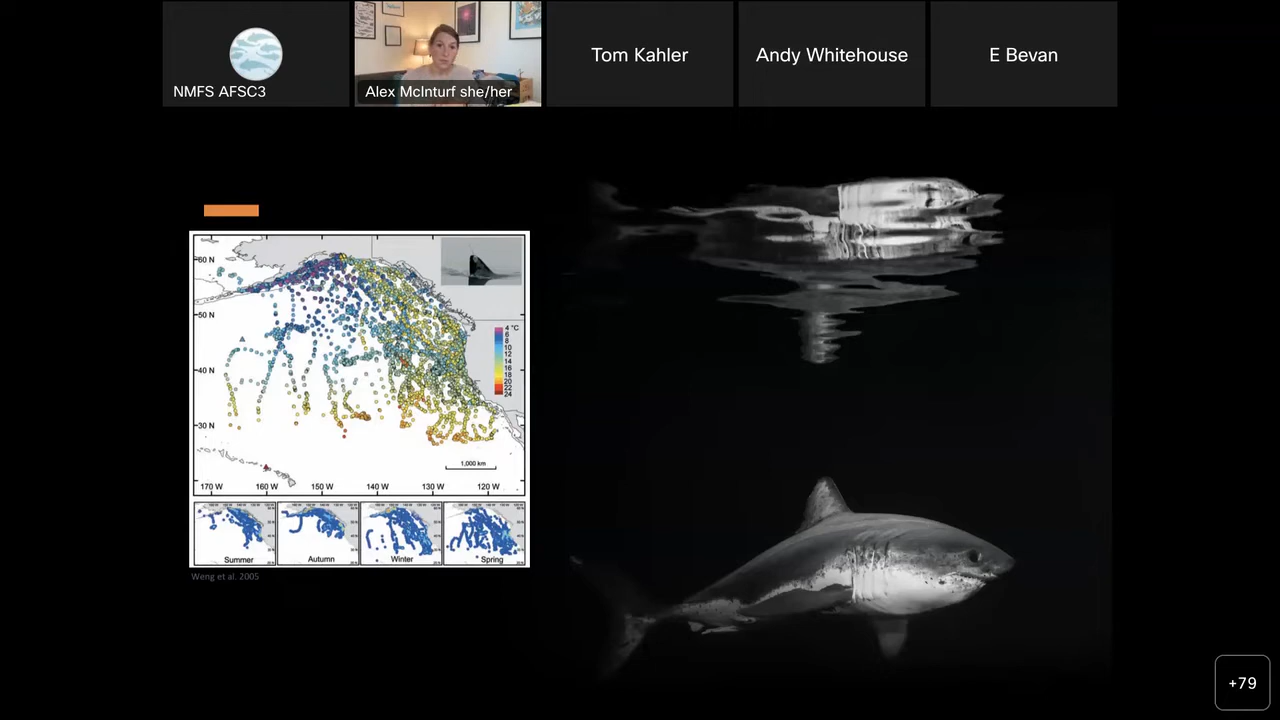 Tom Kahler
Andy Whitehouse
E Bevan
NMFS AFSC3
Alex McInturf she/her
60 N
50 N
40 N
30 N
4 °C
6
8
10
12
14
16
18
20
22
24
1,000 km
170 W
160 W
150 W
140 W
130 W
120 W
Summer
Autumn
Winter
Spring
Weng et al. 2005
+79